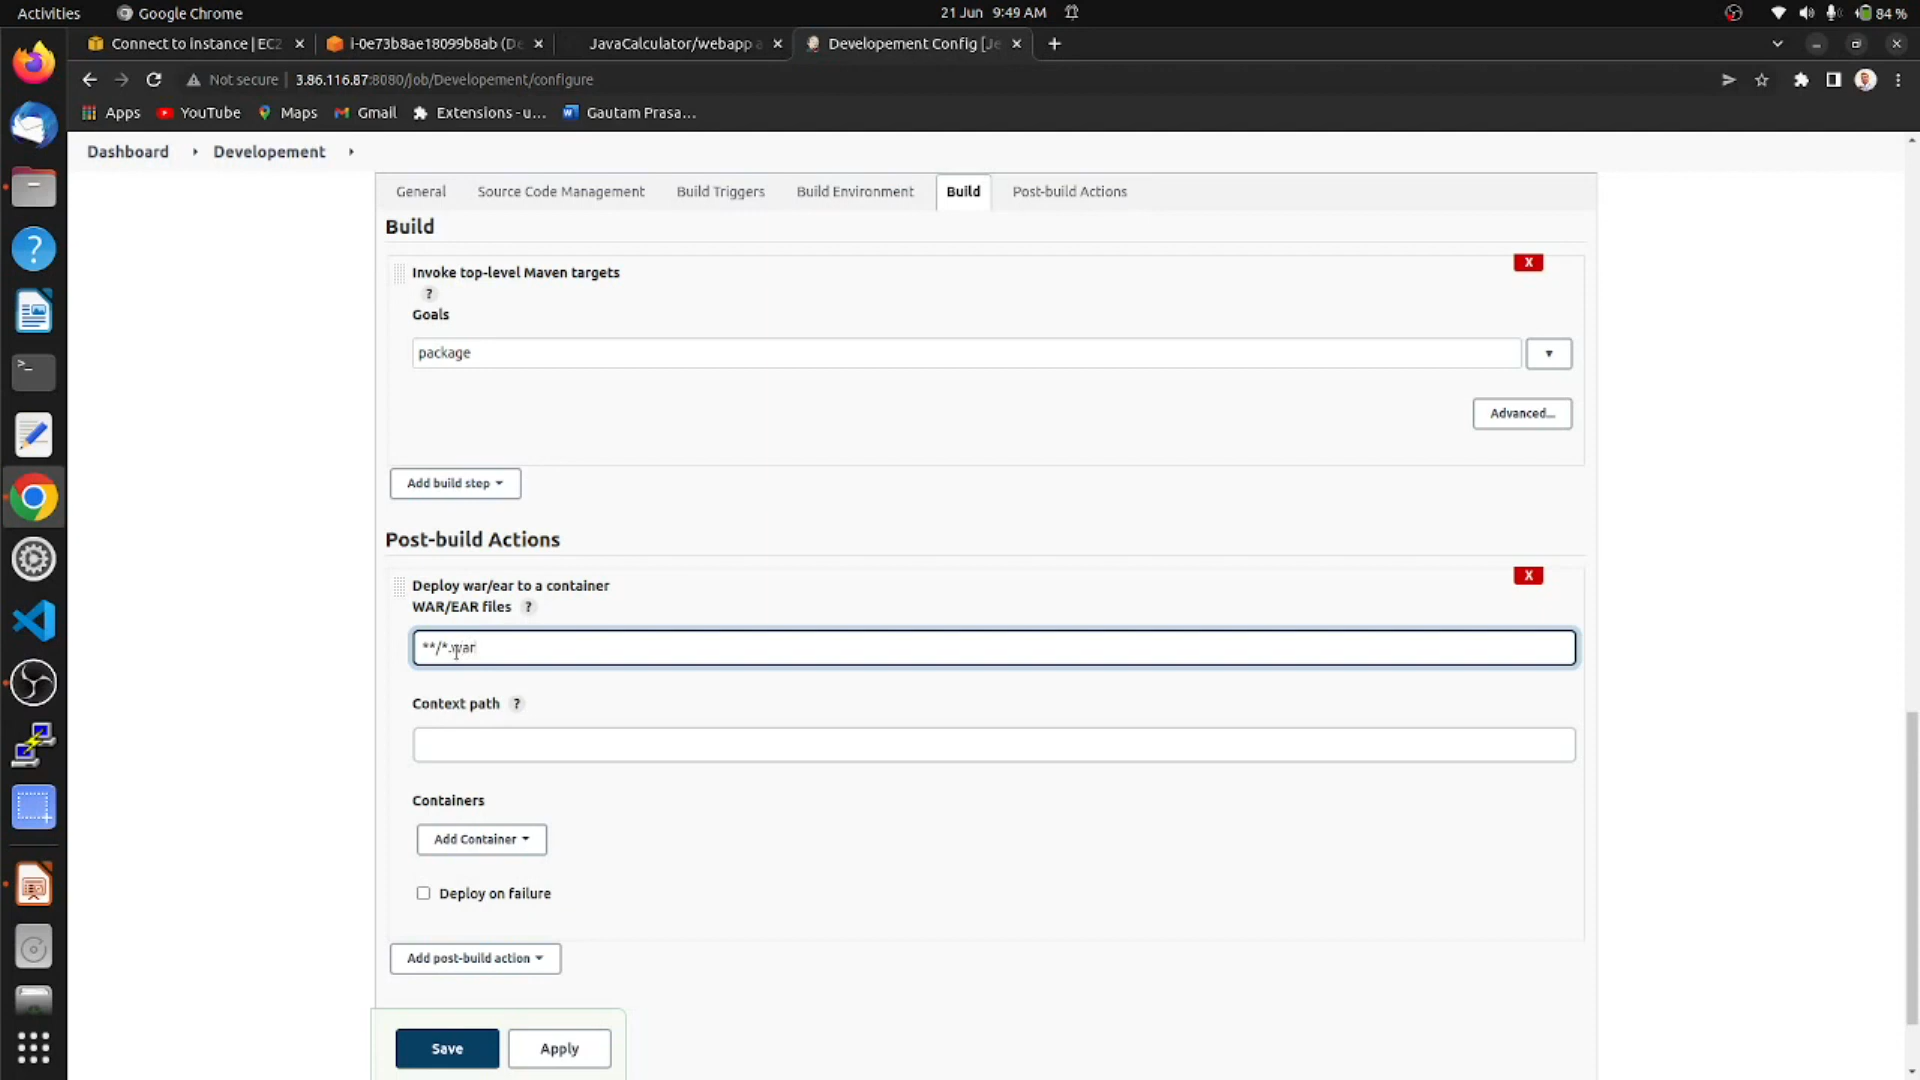 Activities
Google Chrome
21 Jun 9:49 AM
84 %
Connect to instance | EC2
i-0e73b8ae18099b8ab (De
JavaCalculator/webapp a
Developement Config [Je
Not secure
3.86.116.87:8080/job/Developement/configure
Apps
YouTube
Maps
Gmail
Extensions - u...
Gautam Prasa...
Dashboard
Developement
General
Source Code Management
Build Triggers
Build Environment
Build
Post-build Actions
Build
X
Invoke top-level Maven targets
?
Goals
package
Advanced...
Add build step
Post-build Actions
X
Deploy war/ear to a container
WAR/EAR files ?
**/*.war
Context path ?
Containers
Add Container
Deploy on failure
Add post-build action
Save
Apply